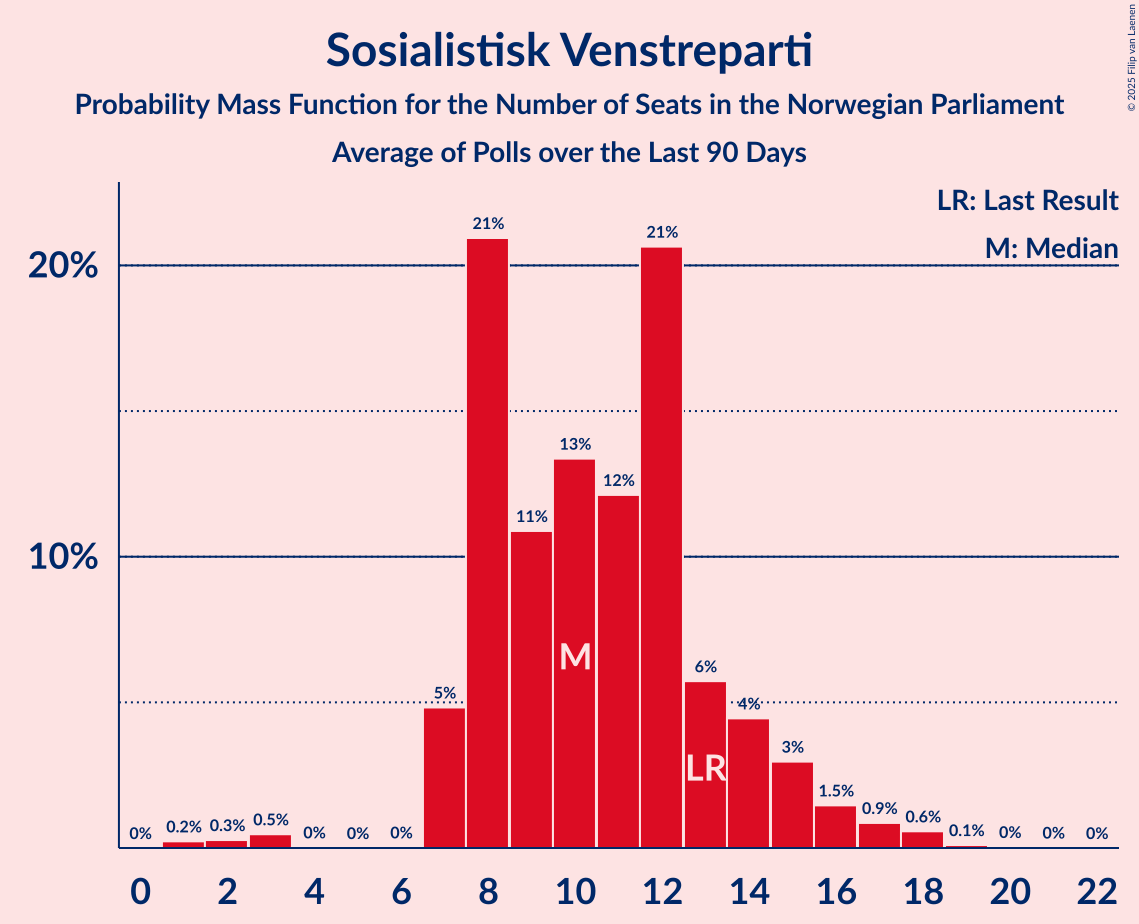 Sosialistisk Venstreparti
Probability Mass Function for the Number of Seats in the Norwegian Parliament
Average of Polls over the Last 90 Days
© 2025 Filip van Laenen
LR: Last Result
M: Median
20%
10%
0%
0.2%
0.3%
0.5%
0%
0%
0%
5%
21%
11%
13%
12%
21%
6%
4%
3%
1.5%
0.9%
0.6%
0.1%
0%
0%
0%
M
LR
0 2 4 6 8 10 12 14 16 18 20 22